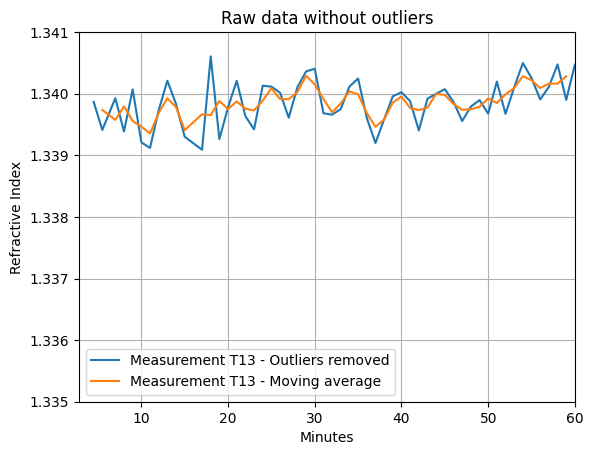 Raw data without outliers
1.341
1.340
1.339
1.338
1.337
1.336
1.335
Refractive Index
Measurement T13 - Outliers removed
Measurement T13 - Moving average
10 20 30 40 50 60
Minutes